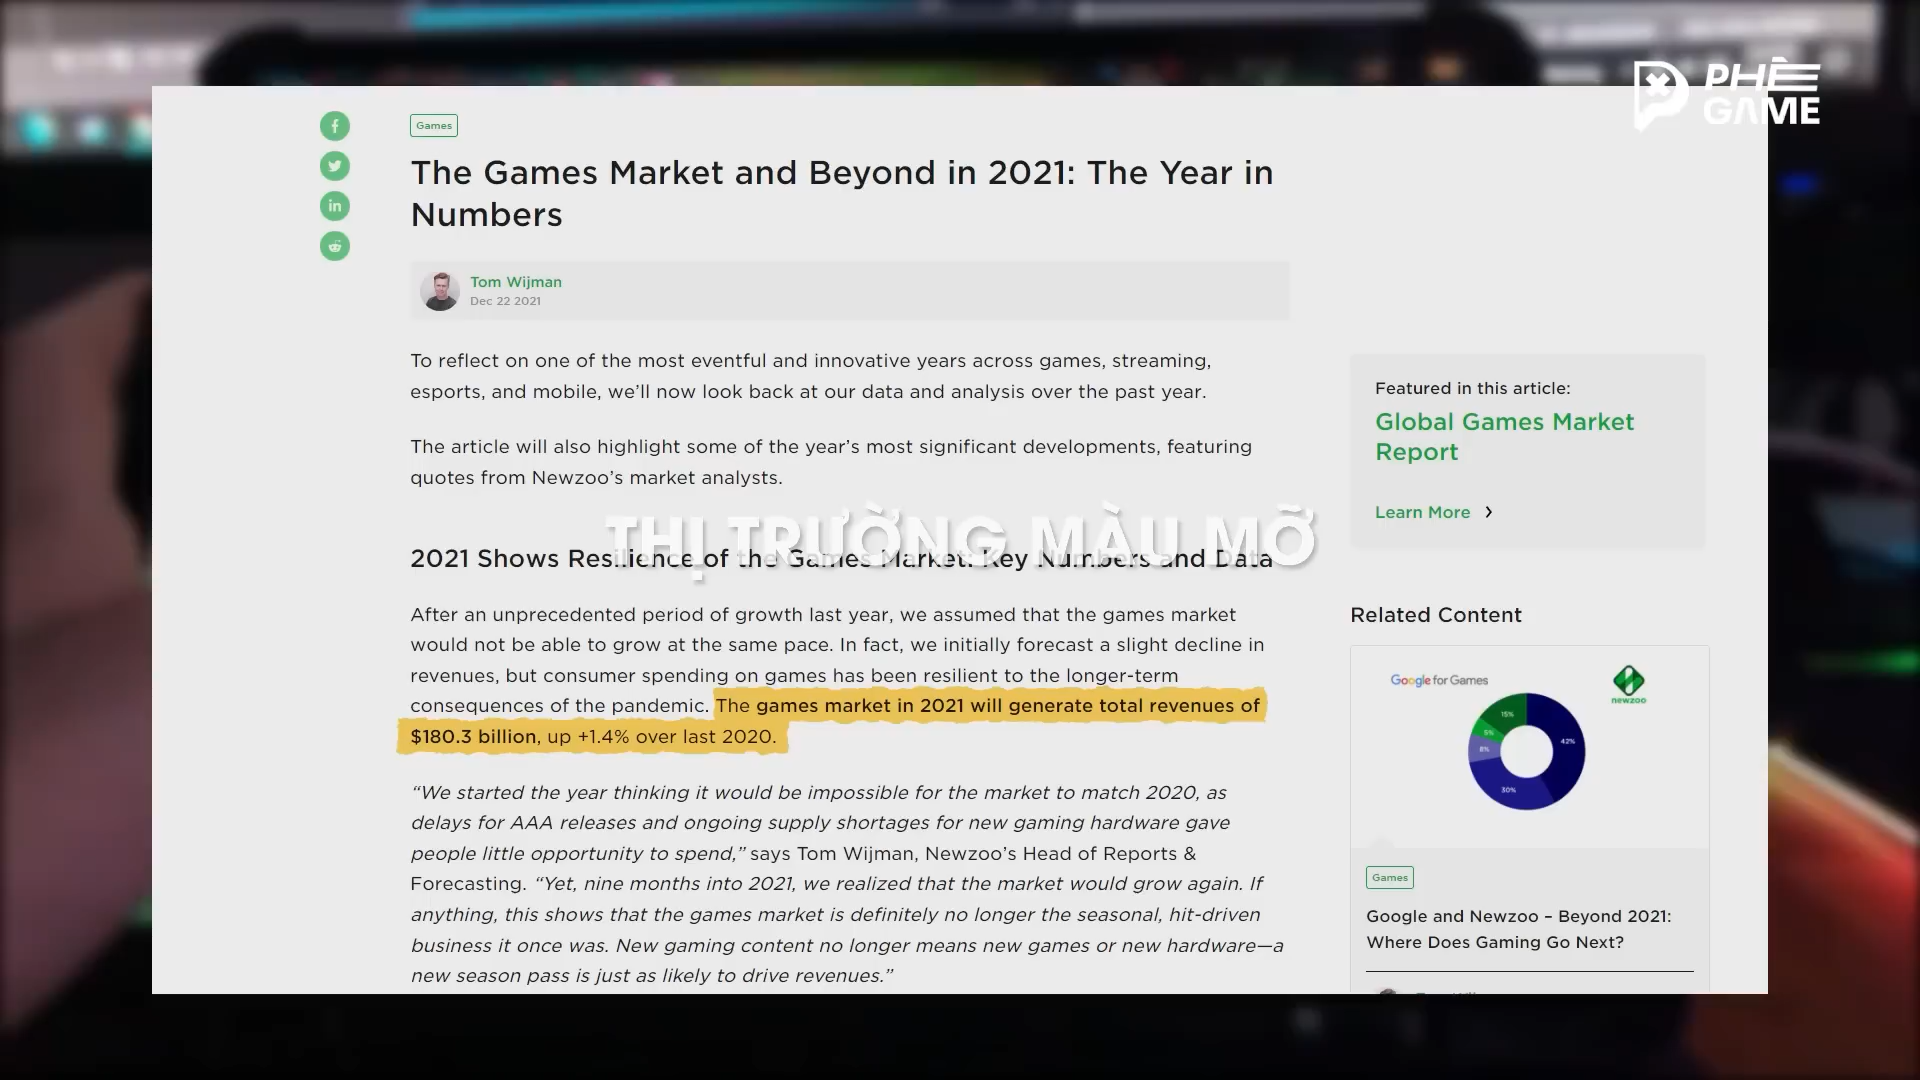 PHÊ
GAME
Games
The Games Market and Beyond in 2021: The Year in
Numbers
Tom Wijman
Dec 22 2021
To reflect on one of the most eventful and innovative years across games, streaming,
esports, and mobile, we’ll now look back at our data and analysis over the past year.
The article will also highlight some of the year’s most significant developments, featuring
quotes from Newzoo’s market analysts.
THỊ TRƯỜNG MÀU MỠ
2021 Shows Resilience of the Games Market: Key Numbers and Data
After an unprecedented period of growth last year, we assumed that the games market
would not be able to grow at the same pace. In fact, we initially forecast a slight decline in
revenues, but consumer spending on games has been resilient to the longer-term
consequences of the pandemic. The games market in 2021 will generate total revenues of
$180.3 billion, up +1.4% over last 2020.
“We started the year thinking it would be impossible for the market to match 2020, as
delays for AAA releases and ongoing supply shortages for new gaming hardware gave
people little opportunity to spend,” says Tom Wijman, Newzoo’s Head of Reports &
Forecasting. “Yet, nine months into 2021, we realized that the market would grow again. If
anything, this shows that the games market is definitely no longer the seasonal, hit-driven
business it once was. New gaming content no longer means new games or new hardware—a
new season pass is just as likely to drive revenues.”
Featured in this article:
Global Games Market
Report
Learn More
Related Content
Google for Games
newzoo
15%
5%
8%
42%
30%
Games
Google and Newzoo – Beyond 2021:
Where Does Gaming Go Next?